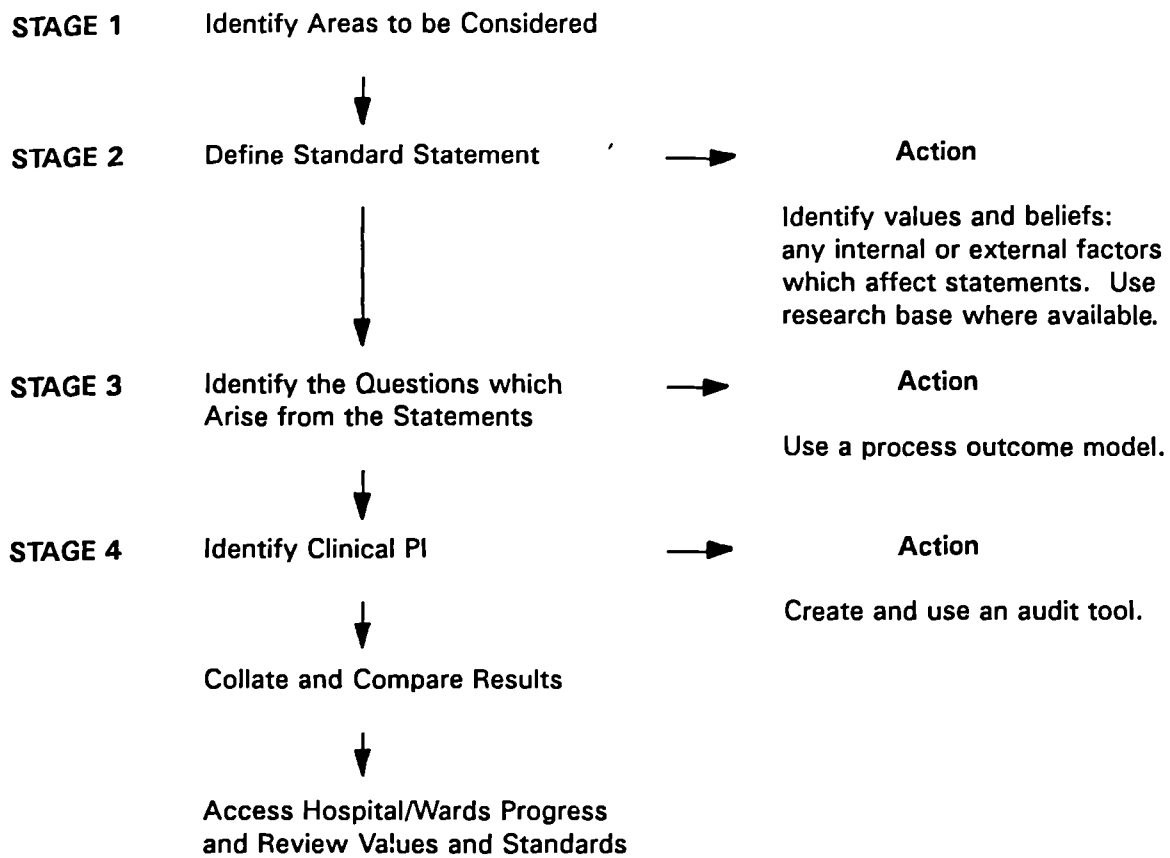 STAGE 1 Identify Areas to be Considered
STAGE 2 Define Standard Statement Action
Identify values and beliefs:
any internal or external factors
which affect statements. Use
research base where available.
STAGE 3 Identify the Questions which
Arise from the Statements
Action
Use a process outcome model.
STAGE 4 Identify Clinical PI Action
Create and use an audit tool.
Collate and Compare Results
Access Hospital/Wards Progress
and Review Values and Standards